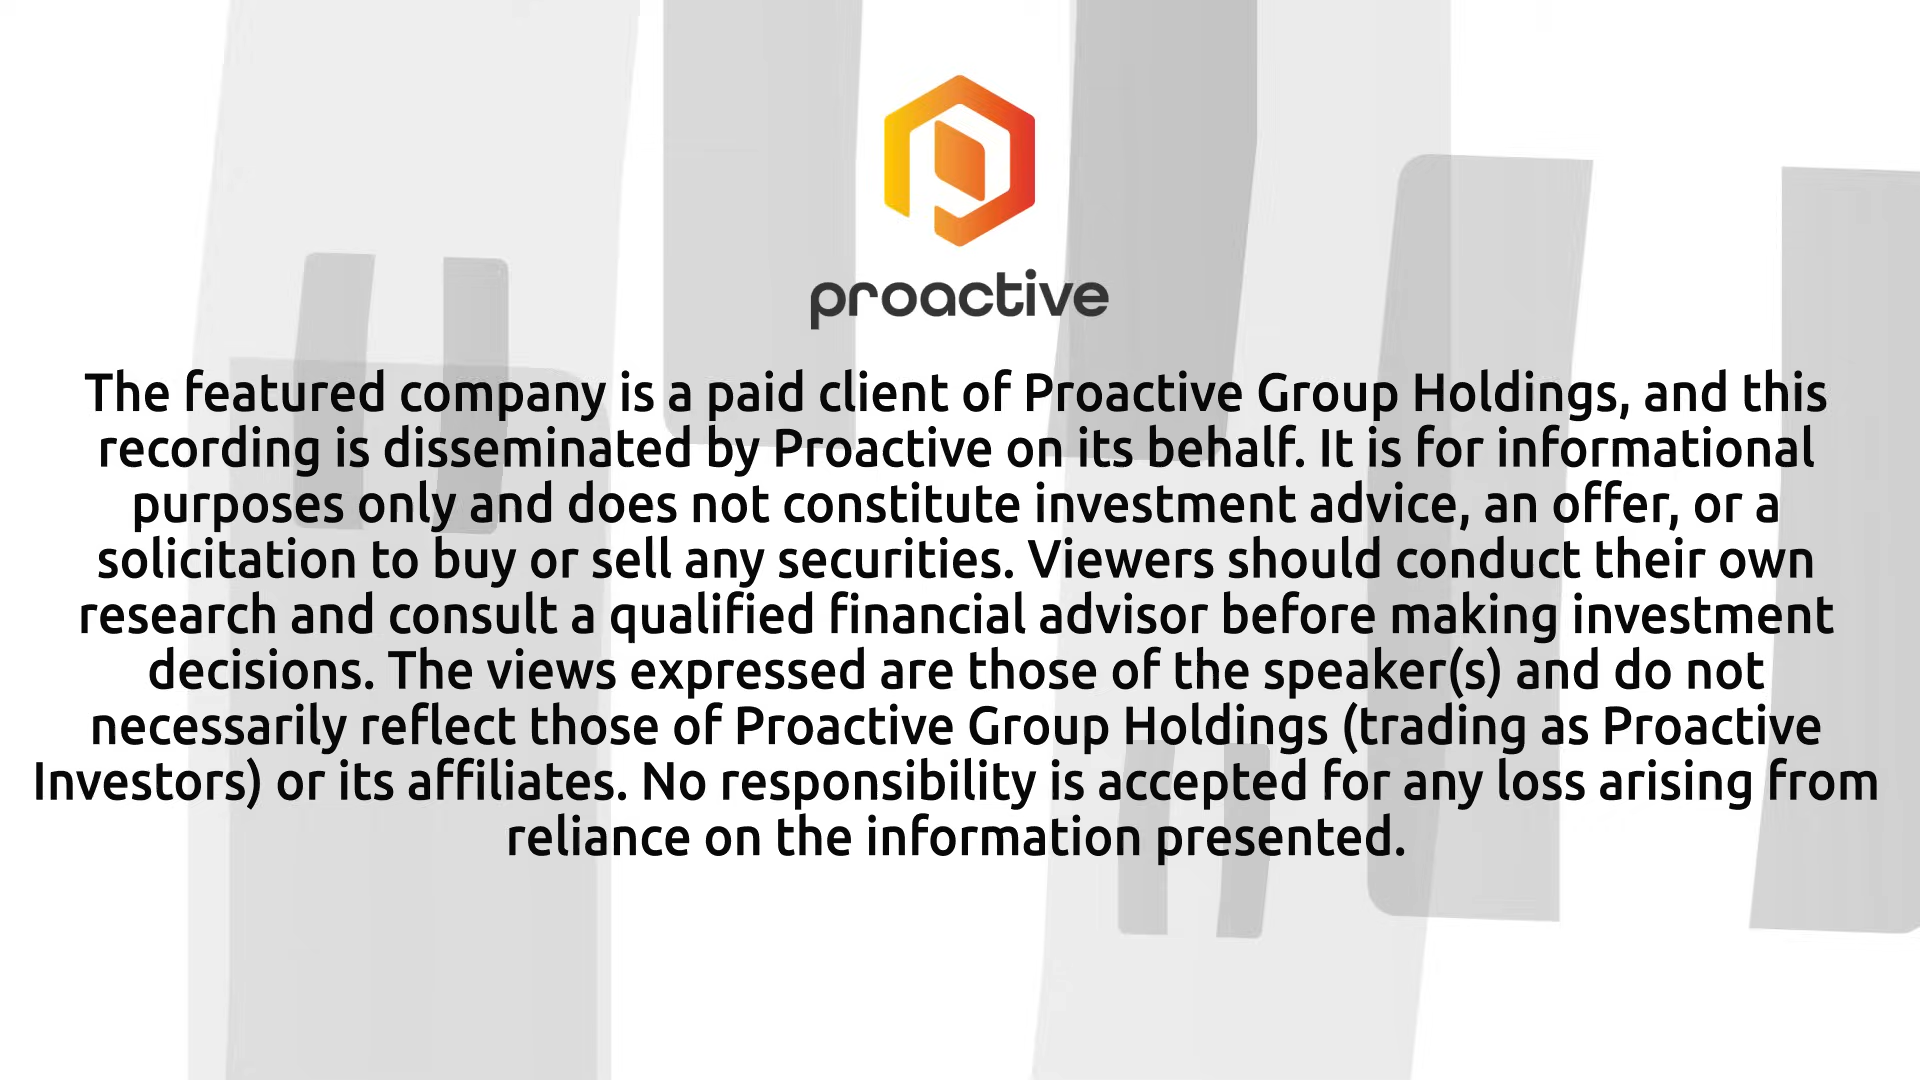 proactive
The featured company is a paid client of Proactive Group Holdings, and this
recording is disseminated by Proactive on its behalf. It is for informational
purposes only and does not constitute investment advice, an offer, or a
solicitation to buy or sell any securities. Viewers should conduct their own
research and consult a qualified financial advisor before making investment
decisions. The views expressed are those of the speaker(s) and do not
necessarily reflect those of Proactive Group Holdings (trading as Proactive
Investors) or its affiliates. No responsibility is accepted for any loss arising from
reliance on the information presented.